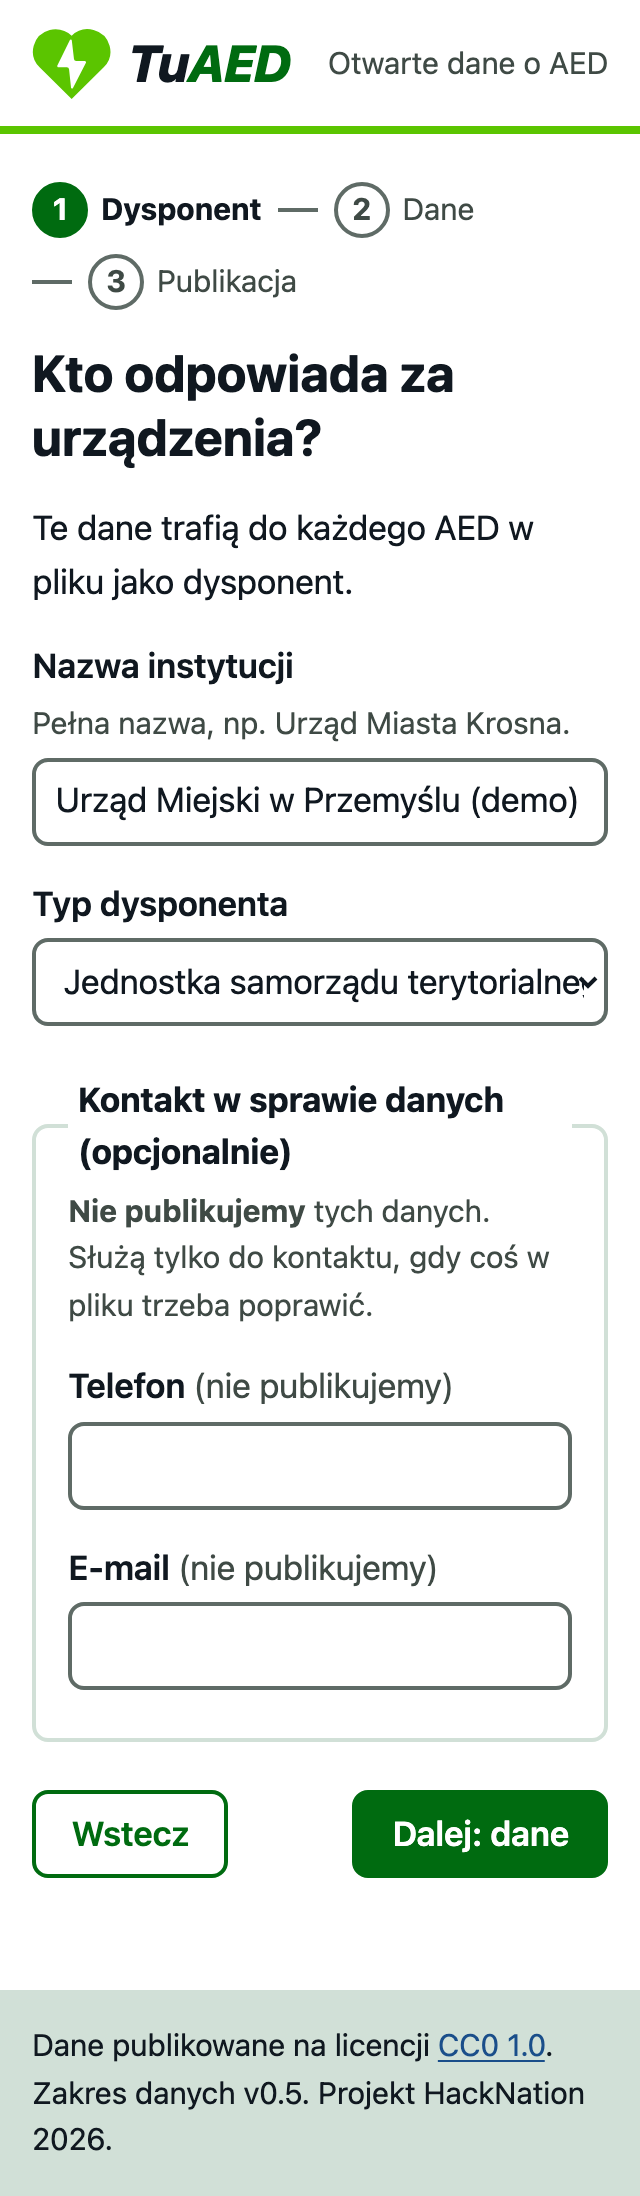 TuAED
Otwarte dane o AED
1 Dysponent — 2 Dane
— 3 Publikacja
Kto odpowiada za
urządzenia?
Te dane trafią do każdego AED w
pliku jako dysponent.
Nazwa instytucji
Pełna nazwa, np. Urząd Miasta Krosna.
Urząd Miejski w Przemyślu (demo)
Typ dysponenta
Jednostka samorządu terytorialnej
Kontakt w sprawie danych
(opcjonalnie)
Nie publikujemy tych danych.
Służą tylko do kontaktu, gdy coś w
pliku trzeba poprawić.
Telefon (nie publikujemy)
E-mail (nie publikujemy)
Wstecz
Dalej: dane
Dane publikowane na licencji CC0 1.0.
Zakres danych v0.5. Projekt HackNation
2026.